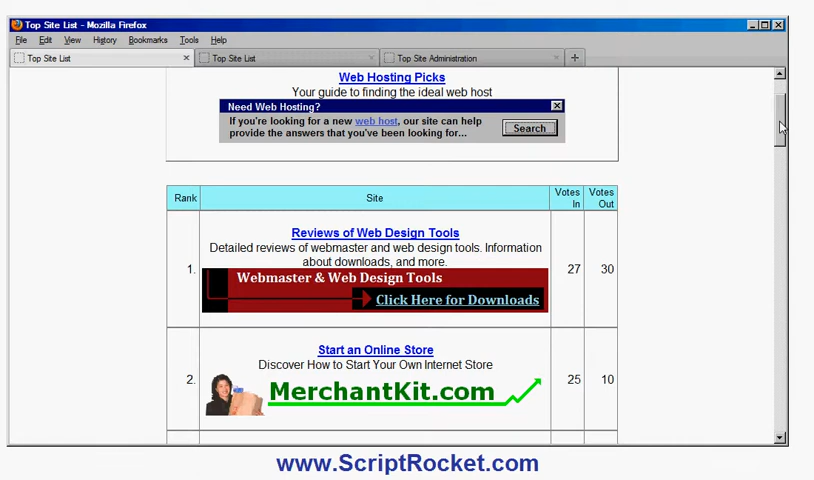 Top Site List - Mozilla Firefox
File Edit View History Bookmarks Tools Help
Top Site List Top Site List Top Site Administration
Web Hosting Picks
Your guide to finding the ideal web host
Need Web Hosting?
If you're looking for a new web host, our site can help
provide the answers that you've been looking for...
Search
Rank Site Votes In Votes Out
Reviews of Web Design Tools
Detailed reviews of webmaster and web design tools. Information
about downloads, and more.
1. 27 30
Webmaster & Web Design Tools
Click Here for Downloads
Start an Online Store
Discover How to Start Your Own Internet Store
2. 25 10
MerchantKit.com
www.ScriptRocket.com